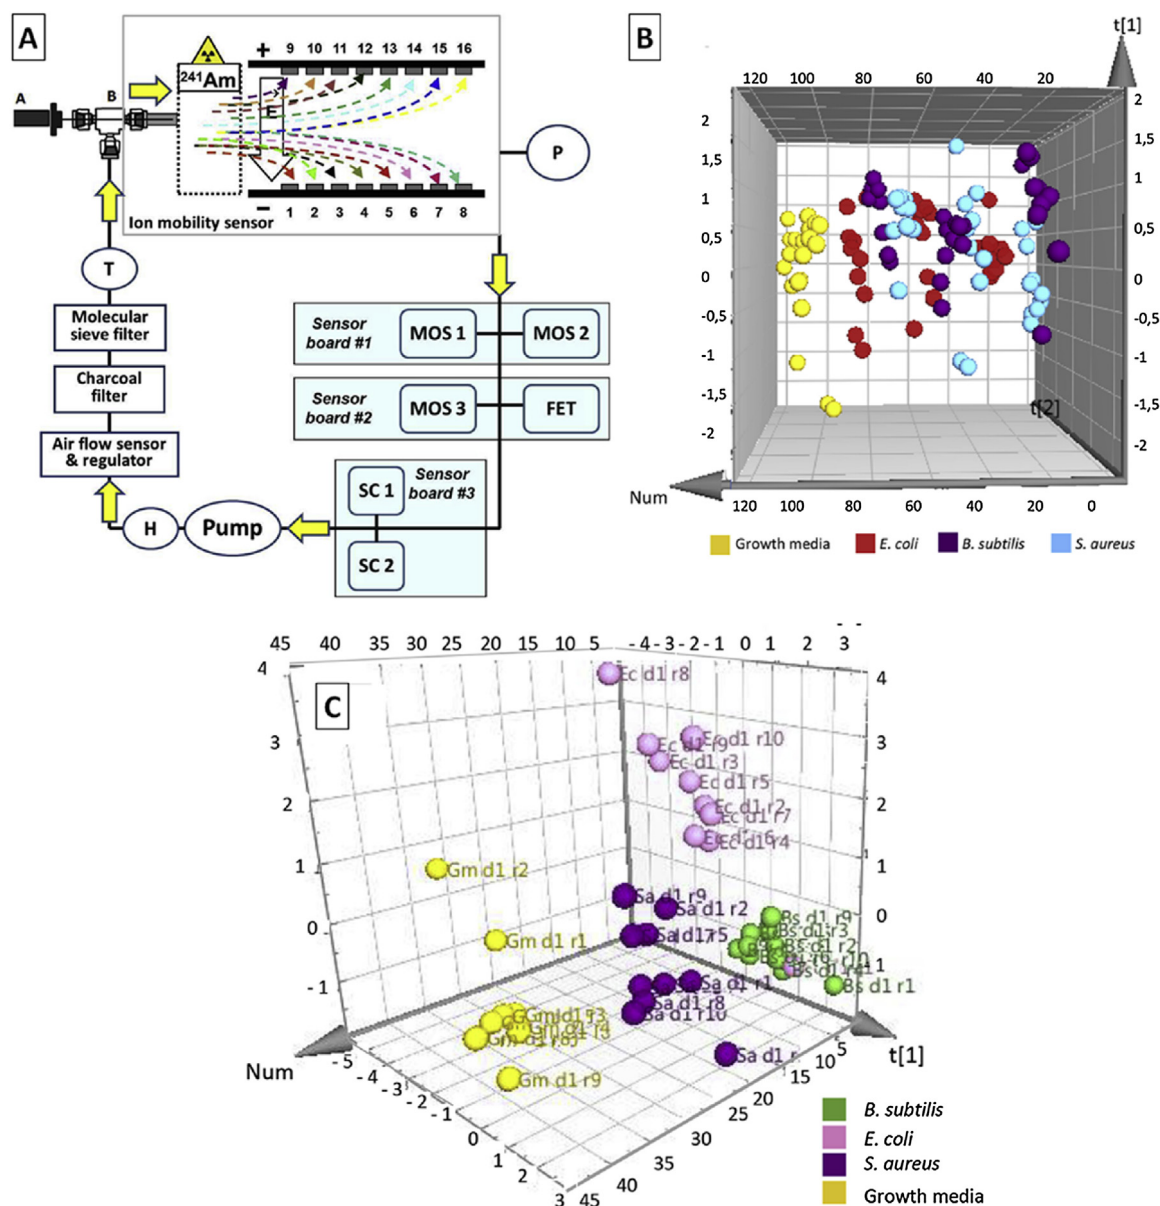 A
B
A
B
241Am
+
9 10 11 12 13 14 15 16
E
−
1 2 3 4 5 6 7 8
Ion mobility sensor
P
T
Molecular
sieve filter
Charcoal
filter
Air flow sensor
& regulator
H
Pump
Sensor
board #1
MOS 1
MOS 2
Sensor
board #2
MOS 3
FET
SC 1
Sensor
board #3
SC 2
t[1]
120 100 80 60 40 20
2
1,5
1
0,5
0
-0,5
-1
-1,5
-2
2
1
0,5
0
-0,5
-1
-1,5
-2
t[2]
Num
120 100 80 60 40 20 0
Growth media
E. coli
B. subtilis
S. aureus
C
45 35 30 25 20 15 10 5 -4 -3 -2 -1 0 1 2 3
4
3
2
1
0
-1
4
3
2
1
0
Ec d1 r8
Ec d1 r10
Ec d1 r9
Ec d1 r3
Ec d1 r5
Ec d1 r2
Ec d1 r7
Ec d1 r4
Gm d1 r2
Gm d1 r1
Sa d1 r9
Sa d1 r2
Bs d1 r9
Bs d1 r3
Bs d1 r2
Bs d1 r1
Sa d1 r1
Sa d1 r8
Sa d1 r10
Sa d1 r
Gm d1 r9
Num
t[1]
-5
-4
-3
-2
-1
0
1
2
3
5
10
15
20
25
30
35
40
45
B. subtilis
E. coli
S. aureus
Growth media